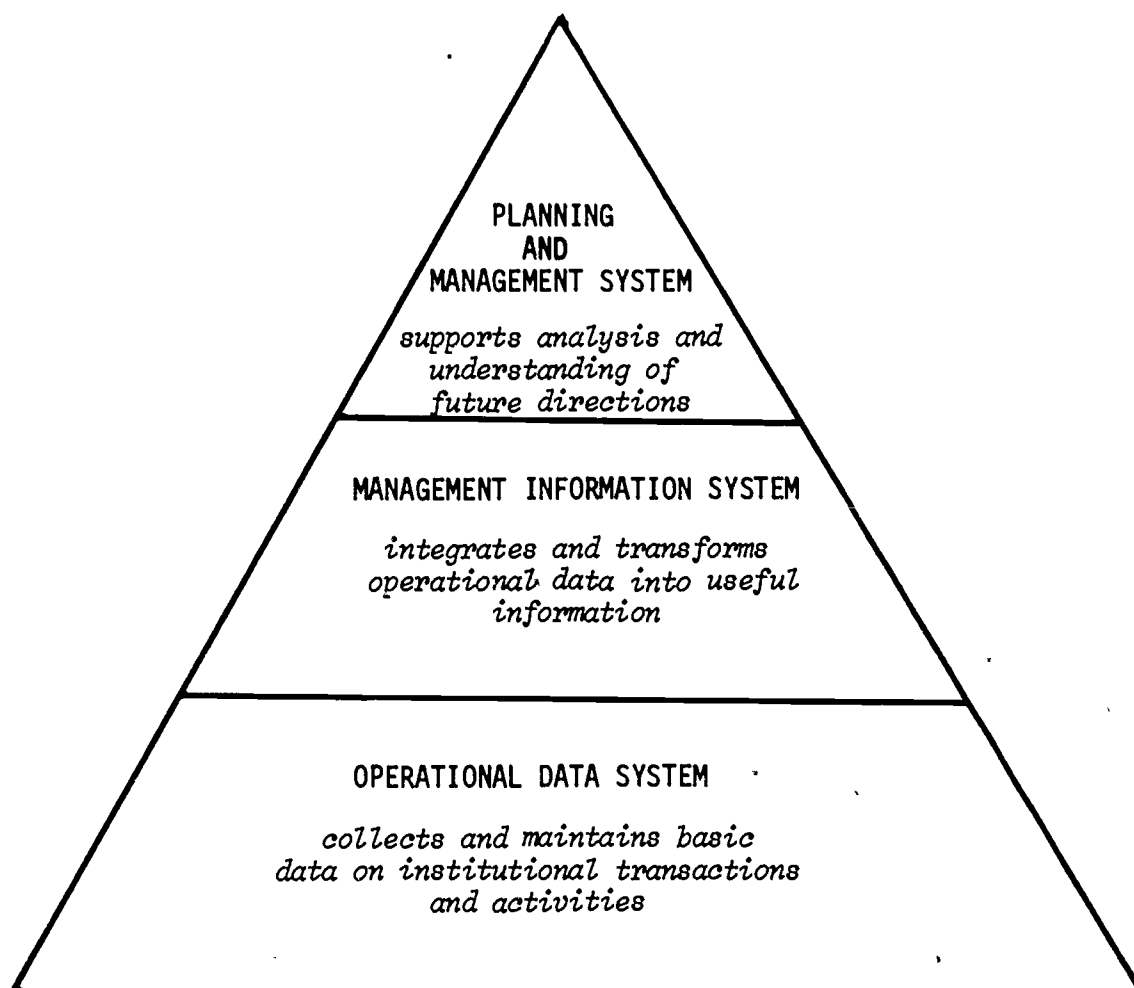 PLANNING
AND
MANAGEMENT SYSTEM
supports analysis and
understanding of
future directions
MANAGEMENT INFORMATION SYSTEM
integrates and transforms
operational data into useful
information
OPERATIONAL DATA SYSTEM
collects and maintains basic
data on institutional transactions
and activities